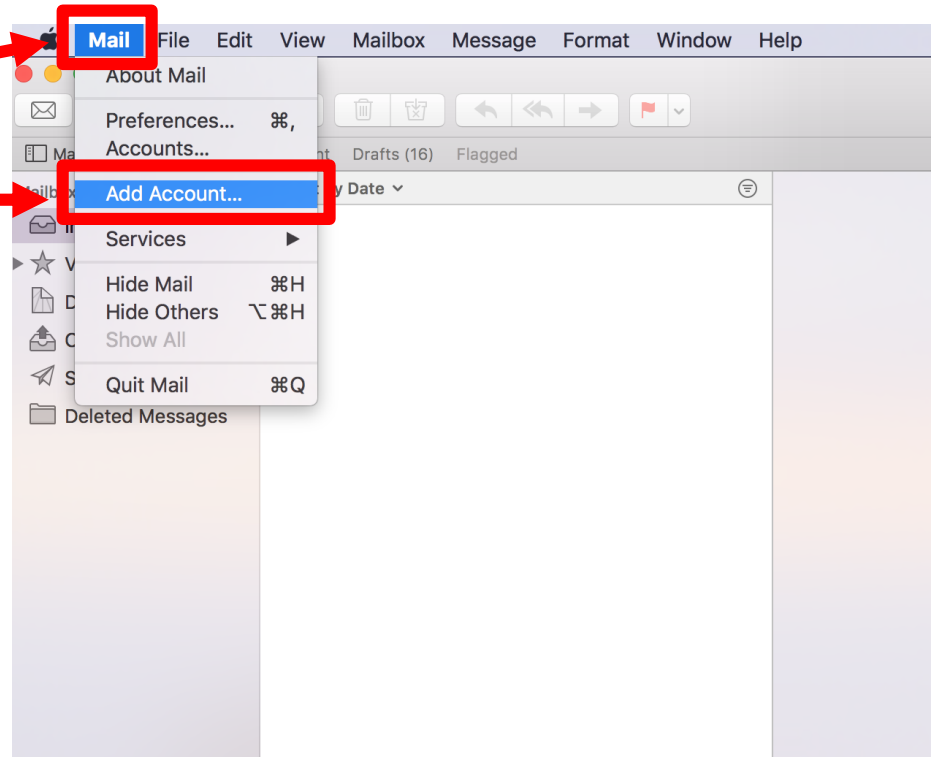 Mail File Edit View Mailbox Message Format Window Help
About Mail
Preferences... ⌘,
Accounts...
Drafts (16) Flagged
Add Account...
Date
Services ▶
Hide Mail ⌘H
Hide Others ⌥⌘H
Show All
Quit Mail ⌘Q
Deleted Messages